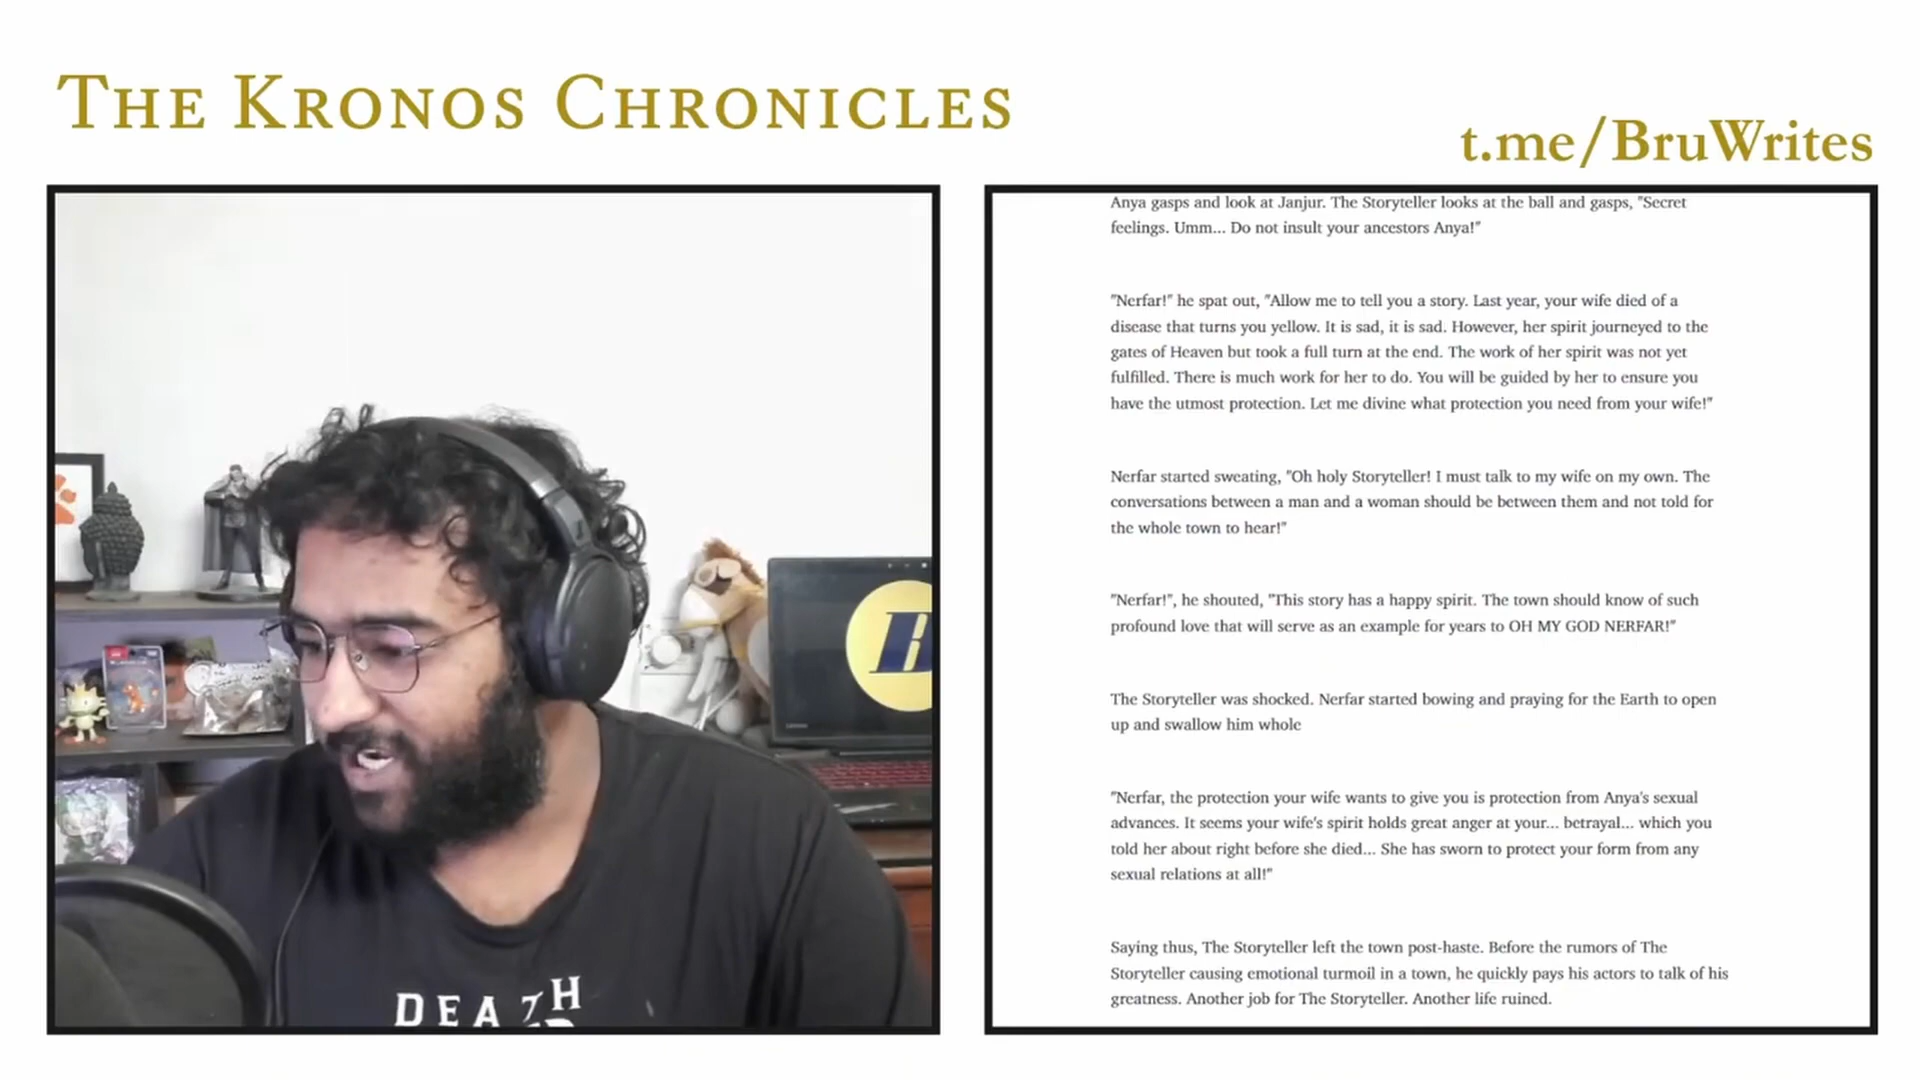 THE KRONOS CHRONICLES
t.me/BruWrites
Anya gasps and look at Janjur. The Storyteller looks at the ball and gasps, "Secret
feelings. Umm... Do not insult your ancestors Anya!"
"Nerfar!" he spat out, "Allow me to tell you a story. Last year, your wife died of a
disease that turns you yellow. It is sad, it is sad. However, her spirit journeyed to the
gates of Heaven but took a full turn at the end. The work of her spirit was not yet
fulfilled. There is much work for her to do. You will be guided by her to ensure you
have the utmost protection. Let me divine what protection you need from your wife!"
Nerfar started sweating, "Oh holy Storyteller! I must talk to my wife on my own. The
conversations between a man and a woman should be between them and not told for
the whole town to hear!"
"Nerfar!", he shouted, "This story has a happy spirit. The town should know of such
profound love that will serve as an example for years to OH MY GOD NERFAR!"
The Storyteller was shocked. Nerfar started bowing and praying for the Earth to open
up and swallow him whole
"Nerfar, the protection your wife wants to give you is protection from Anya's sexual
advances. It seems your wife's spirit holds great anger at your... betrayal... which you
told her about right before she died... She has sworn to protect your form from any
sexual relations at all!"
Saying thus, The Storyteller left the town post-haste. Before the rumors of The
Storyteller causing emotional turmoil in a town, he quickly pays his actors to talk of his
greatness. Another job for The Storyteller. Another life ruined.
B
DEATH